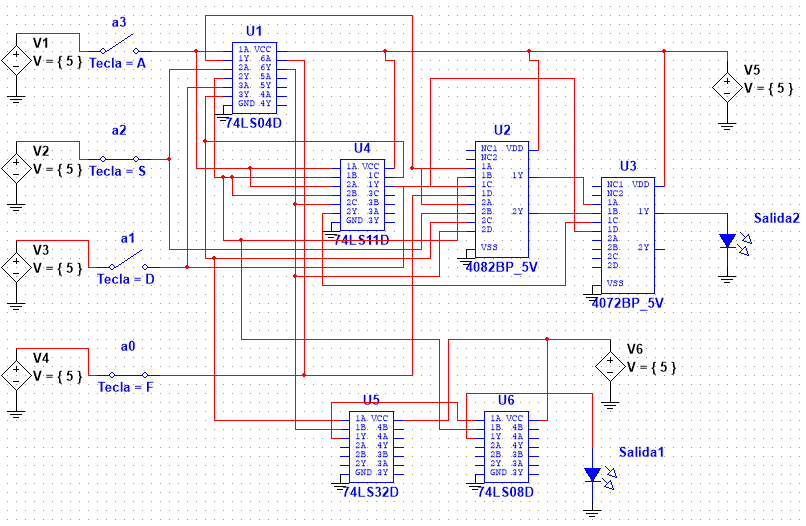 a3
U1
V1
V = { 5 }
Tecla = A
1A VCC
1Y 6A
2A 6Y
2Y 5A
3A 5Y
3Y 4A
GND 4Y
74LS04D
V5
V = { 5 }
a2
V2
V = { 5 }
Tecla = S
U4
1A VCC
1B 1C
2A 1Y
2B 3C
2C 3B
2Y 3A
GND 3Y
74LS11D
U2
NC1 VDD
NC2
1A
1B 1Y
1C
1D
2A
2B 2Y
2C
2D
VSS
4082BP_5V
U3
NC1 VDD
NC2
1A
1B 1Y
1C
1D
2A
2B 2Y
2C
2D
VSS
4072BP_5V
Salida2
a1
V3
V = { 5 }
Tecla = D
a0
V4
V = { 5 }
Tecla = F
V6
V = { 5 }
U5
1A VCC
1B 4B
1Y 4A
2A 4Y
2B 3B
2Y 3A
GND 3Y
74LS32D
U6
1A VCC
1B 4B
1Y 4A
2A 4Y
2B 3B
2Y 3A
GND 3Y
74LS08D
Salida1